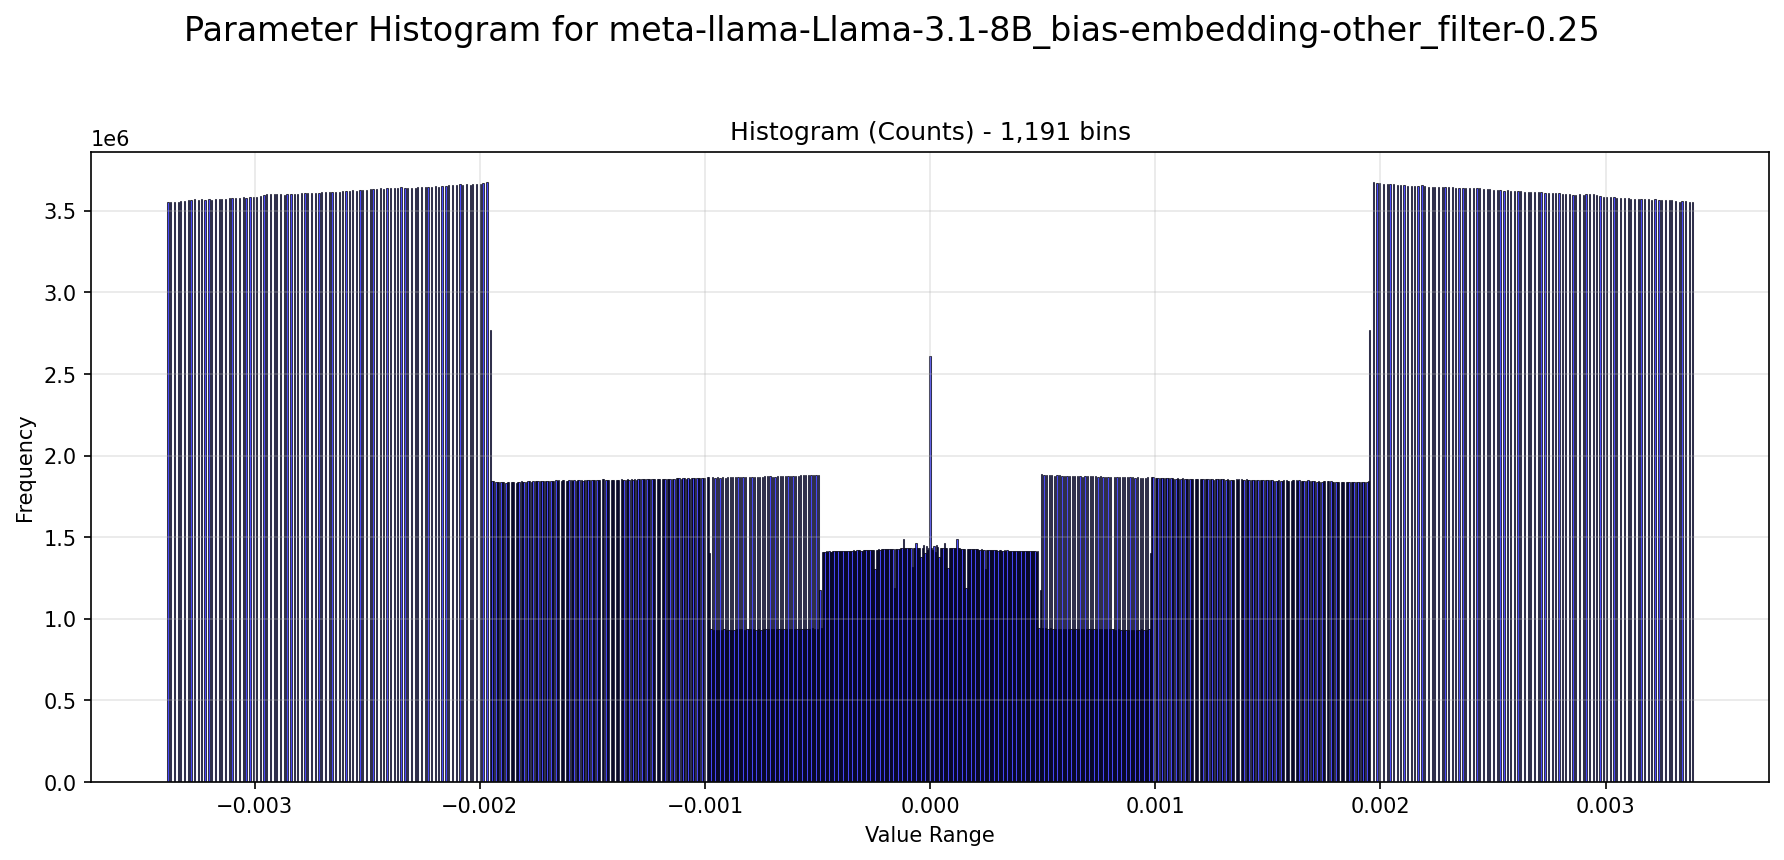 Parameter Histogram for meta-llama-Llama-3.1-8B_bias-embedding-other_filter-0.25
Histogram (Counts) - 1,191 bins
1e6
3.5
3.0
2.5
2.0
1.5
1.0
0.5
0.0
Frequency
−0.003 −0.002 −0.001 0.000 0.001 0.002 0.003
Value Range